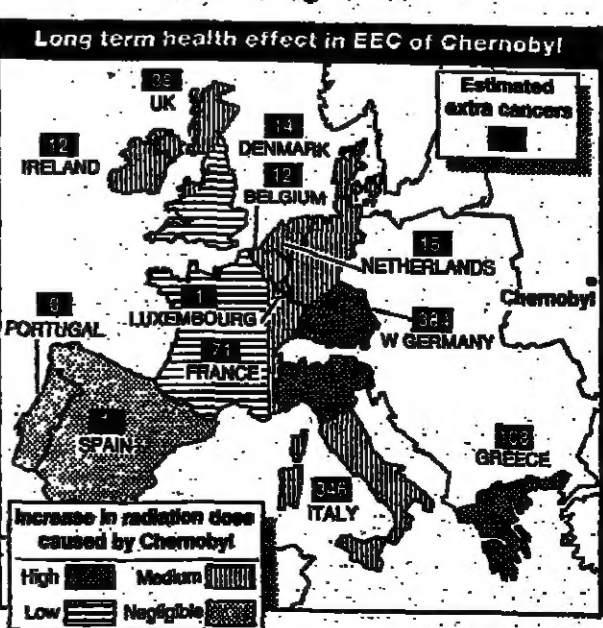 Long term health effect in EEC of Chernobyl
Estimated
extra cancers
UK
12
IRELAND
14
DENMARK
12
BELGIUM
15
NETHERLANDS
Chernobyl
1
LUXEMBOURG
W GERMANY
PORTUGAL
71
FRANCE
SPAIN
GREECE
346
ITALY
Increase in radiation dose
caused by Chernobyl
High
Medium
Low
Negligible